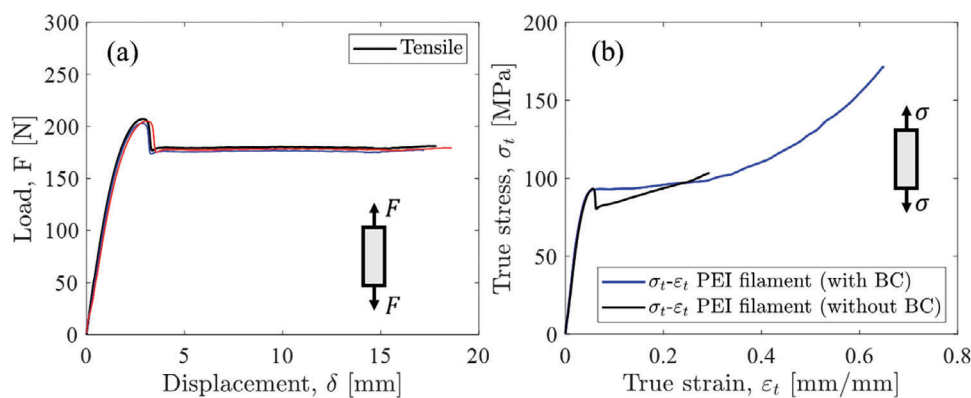 (a)
Tensile
300
250
200
150
100
50
0
0 5 10 15 20
Load, F [N]
Displacement, δ [mm]
F
F
(b)
200
150
100
50
0
0 0.2 0.4 0.6 0.8
True stress, σt [MPa]
True strain, εt [mm/mm]
σ
σ
σt-εt PEI filament (with BC)
σt-εt PEI filament (without BC)